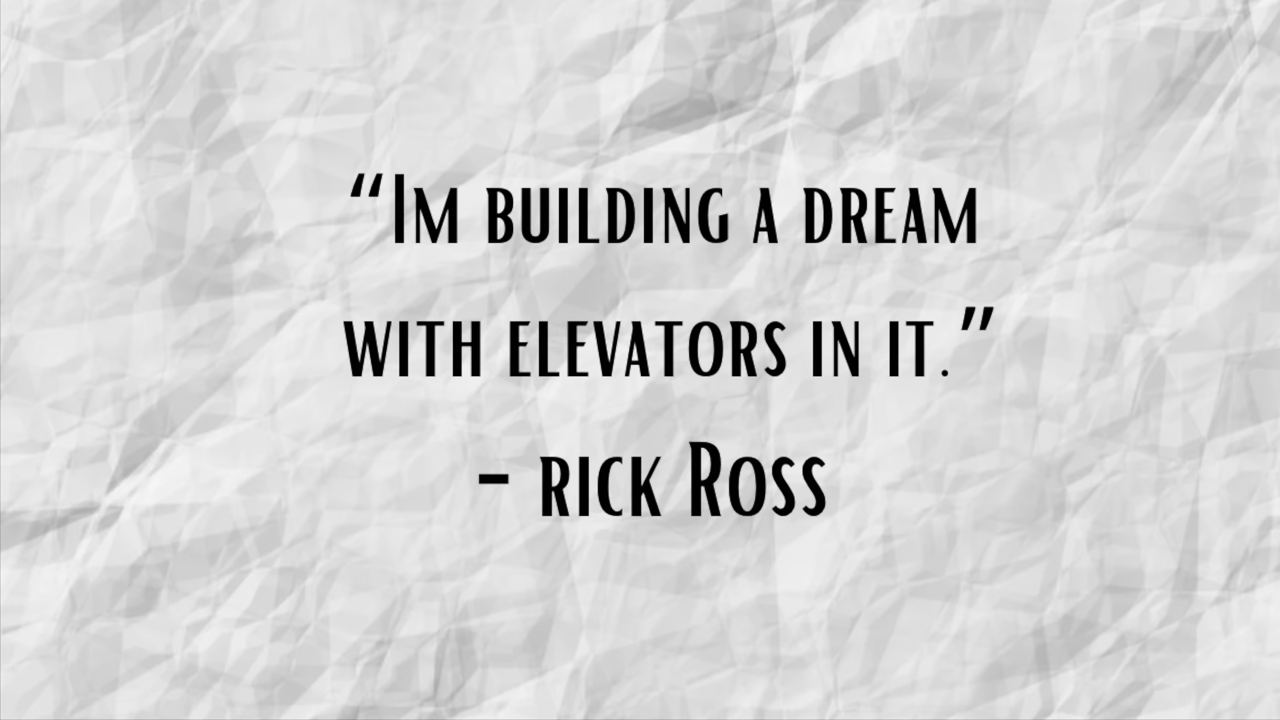 “Im building a dream
with elevators in it.”
- rick Ross